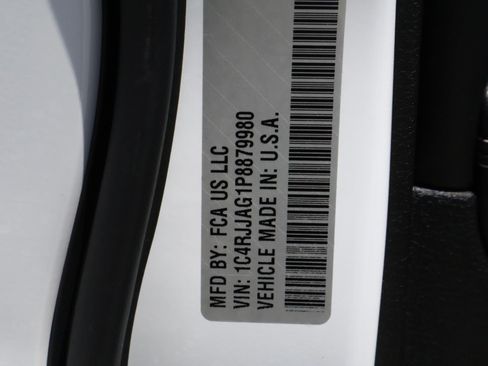 MFD BY: FCA US LLC
VIN: 1C4RJJAG1P8879980
VEHICLE MADE IN: U.S.A.